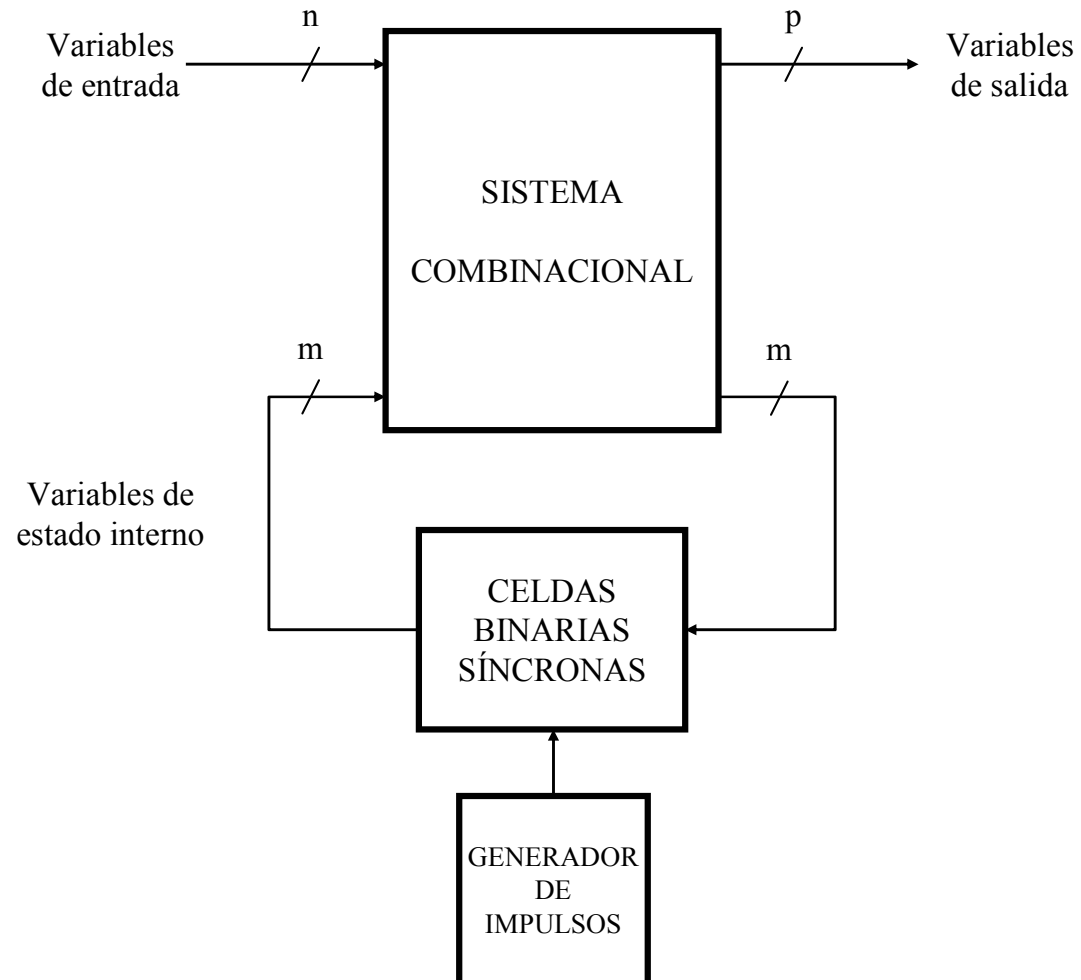 n
p
Variables
de entrada
Variables
de salida
SISTEMA
COMBINACIONAL
m
m
Variables de
estado interno
CELDAS
BINARIAS
SÍNCRONAS
GENERADOR
DE
IMPULSOS